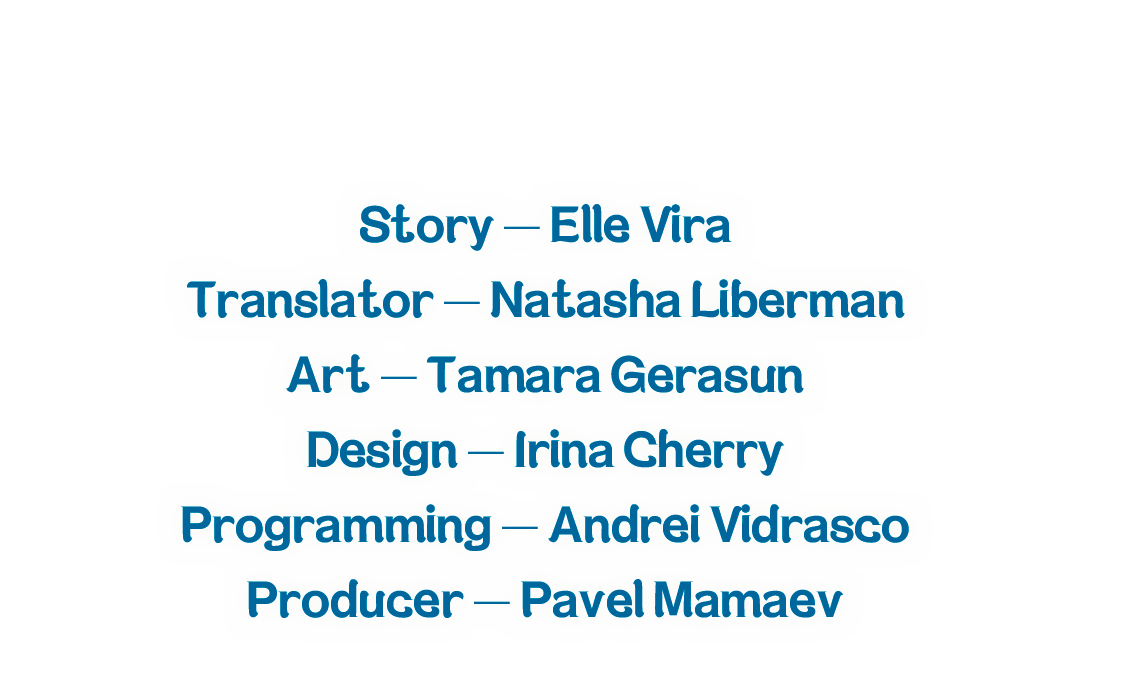 Story — Elle Vira
Translator — Natasha Liberman
Art — Tamara Gerasun
Design — Irina Cherry
Programming — Andrei Vidrasco
Producer — Pavel Mamaev